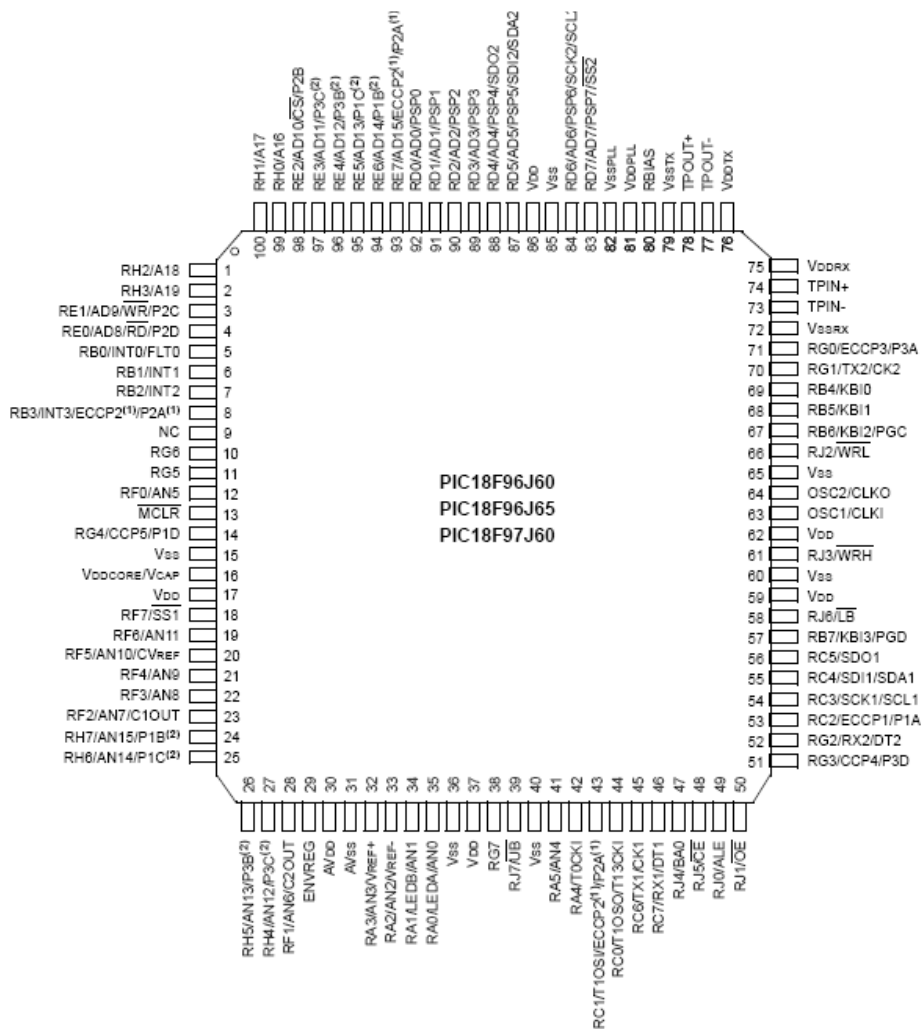 RH1/A17
RH0/A16
RE2/AD10/CS/P2B
RE3/AD11/P3C(2)
RE4/AD12/P3B(2)
RE5/AD13/P1C(2)
RE6/AD14/P1B(2)
RE7/AD15/ECCP2(1)/P2A(1)
RD0/AD0/PSP0
RD1/AD1/PSP1
RD2/AD2/PSP2
RD3/AD3/PSP3
RD4/AD4/PSP4/SDO2
RD5/AD5/PSP5/SDI2/SDA2
VDD
VSS
RD6/AD6/PSP6/SCK2/SCL
RD7/AD7/PSP7/SS2
VSSPLL
VDDPLL
RBIAS
VSSTX
TPOUT+
TPOUT-
VDDTX
100 99 98 97 96 95 94 93 92 91 90 89 88 87 86 85 84 83 82 81 80 79 78 77 76
RH2/A18 1
RH3/A19 2
RE1/AD9/WR/P2C 3
RE0/AD8/RD/P2D 4
RB0/INT0/FLT0 5
RB1/INT1 6
RB2/INT2 7
RB3/INT3/ECCP2(1)/P2A(1) 8
NC 9
RG6 10
RG5 11
RF0/AN5 12
MCLR 13
RG4/CCP5/P1D 14
VSS 15
VDDCORE/VCAP 16
VDD 17
RF7/SS1 18
RF6/AN11 19
RF5/AN10/CVREF 20
RF4/AN9 21
RF3/AN8 22
RF2/AN7/C1OUT 23
RH7/AN15/P1B(2) 24
RH6/AN14/P1C(2) 25
PIC18F96J60
PIC18F96J65
PIC18F97J60
75 VDDRX
74 TPIN+
73 TPIN-
72 VSSRX
71 RG0/ECCP3/P3A
70 RG1/TX2/CK2
69 RB4/KBI0
68 RB5/KBI1
67 RB6/KBI2/PGC
66 RJ2/WRL
65 VSS
64 OSC2/CLKO
63 OSC1/CLKI
62 VDD
61 RJ3/WRH
60 VSS
59 VDD
58 RJ6/LB
57 RB7/KBI3/PGD
56 RC5/SDO1
55 RC4/SDI1/SDA1
54 RC3/SCK1/SCL1
53 RC2/ECCP1/P1A
52 RG2/RX2/DT2
51 RG3/CCP4/P3D
26 27 28 29 30 31 32 33 34 35 36 37 38 39 40 41 42 43 44 45 46 47 48 49 50
RH5/AN13/P3B(2)
RH4/AN12/P3C(2)
RF1/AN6/C2OUT
ENVREG
AVDD
AVSS
RA3/AN3/VREF+
RA2/AN2/VREF-
RA1/LEDB/AN1
RA0/LEDA/AN0
VSS
VDD
RG7
RJ7/UB
VSS
RA5/AN4
RA4/T0CKI
RC1/T1OSI/ECCP2(1)/P2A(1)
RC0/T1OSO/T13CKI
RC6/TX1/CK1
RC7/RX1/DT1
RJ4/BA0
RJ5/CE
RJ0/ALE
RJ1/OE